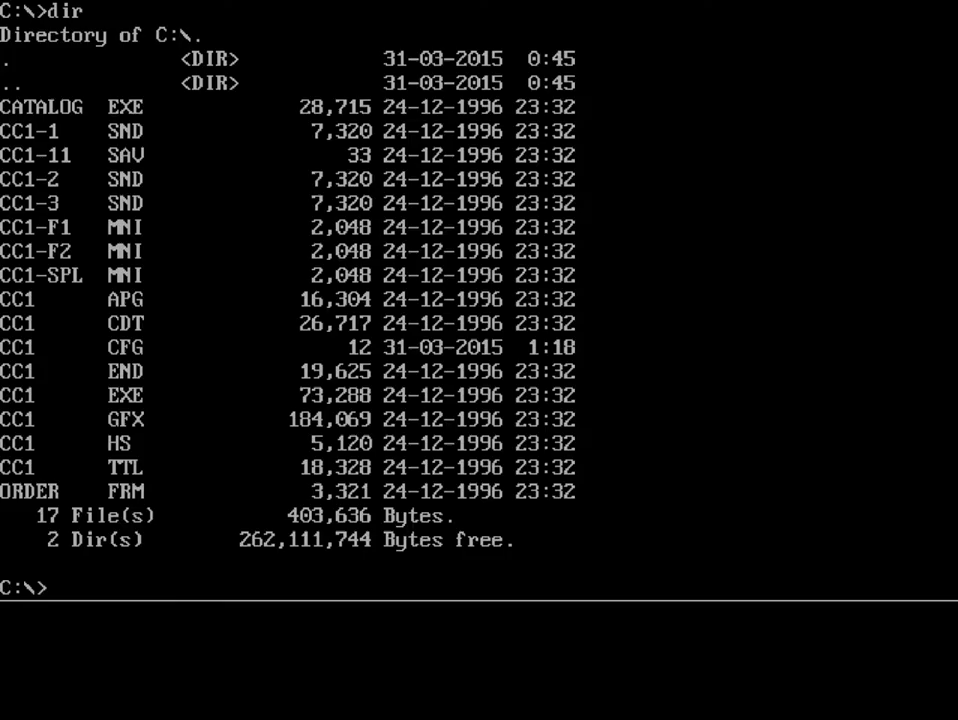 C:\>dir
Directory of C:\.
.              <DIR>            31-03-2015  0:45
..             <DIR>            31-03-2015  0:45
CATALOG  EXE             28,715 24-12-1996 23:32
CC1-1    SND              7,320 24-12-1996 23:32
CC1-11   SAV                 33 24-12-1996 23:32
CC1-2    SND              7,320 24-12-1996 23:32
CC1-3    SND              7,320 24-12-1996 23:32
CC1-F1   MNI              2,048 24-12-1996 23:32
CC1-F2   MNI              2,048 24-12-1996 23:32
CC1-SPL  MNI              2,048 24-12-1996 23:32
CC1      APG             16,304 24-12-1996 23:32
CC1      CDT             26,717 24-12-1996 23:32
CC1      CFG                 12 31-03-2015  1:18
CC1      END             19,625 24-12-1996 23:32
CC1      EXE             73,288 24-12-1996 23:32
CC1      GFX            184,069 24-12-1996 23:32
CC1      HS               5,120 24-12-1996 23:32
CC1      TTL             18,328 24-12-1996 23:32
ORDER    FRM              3,321 24-12-1996 23:32
   17 File(s)           403,636 Bytes.
    2 Dir(s)        262,111,744 Bytes free.
C:\>